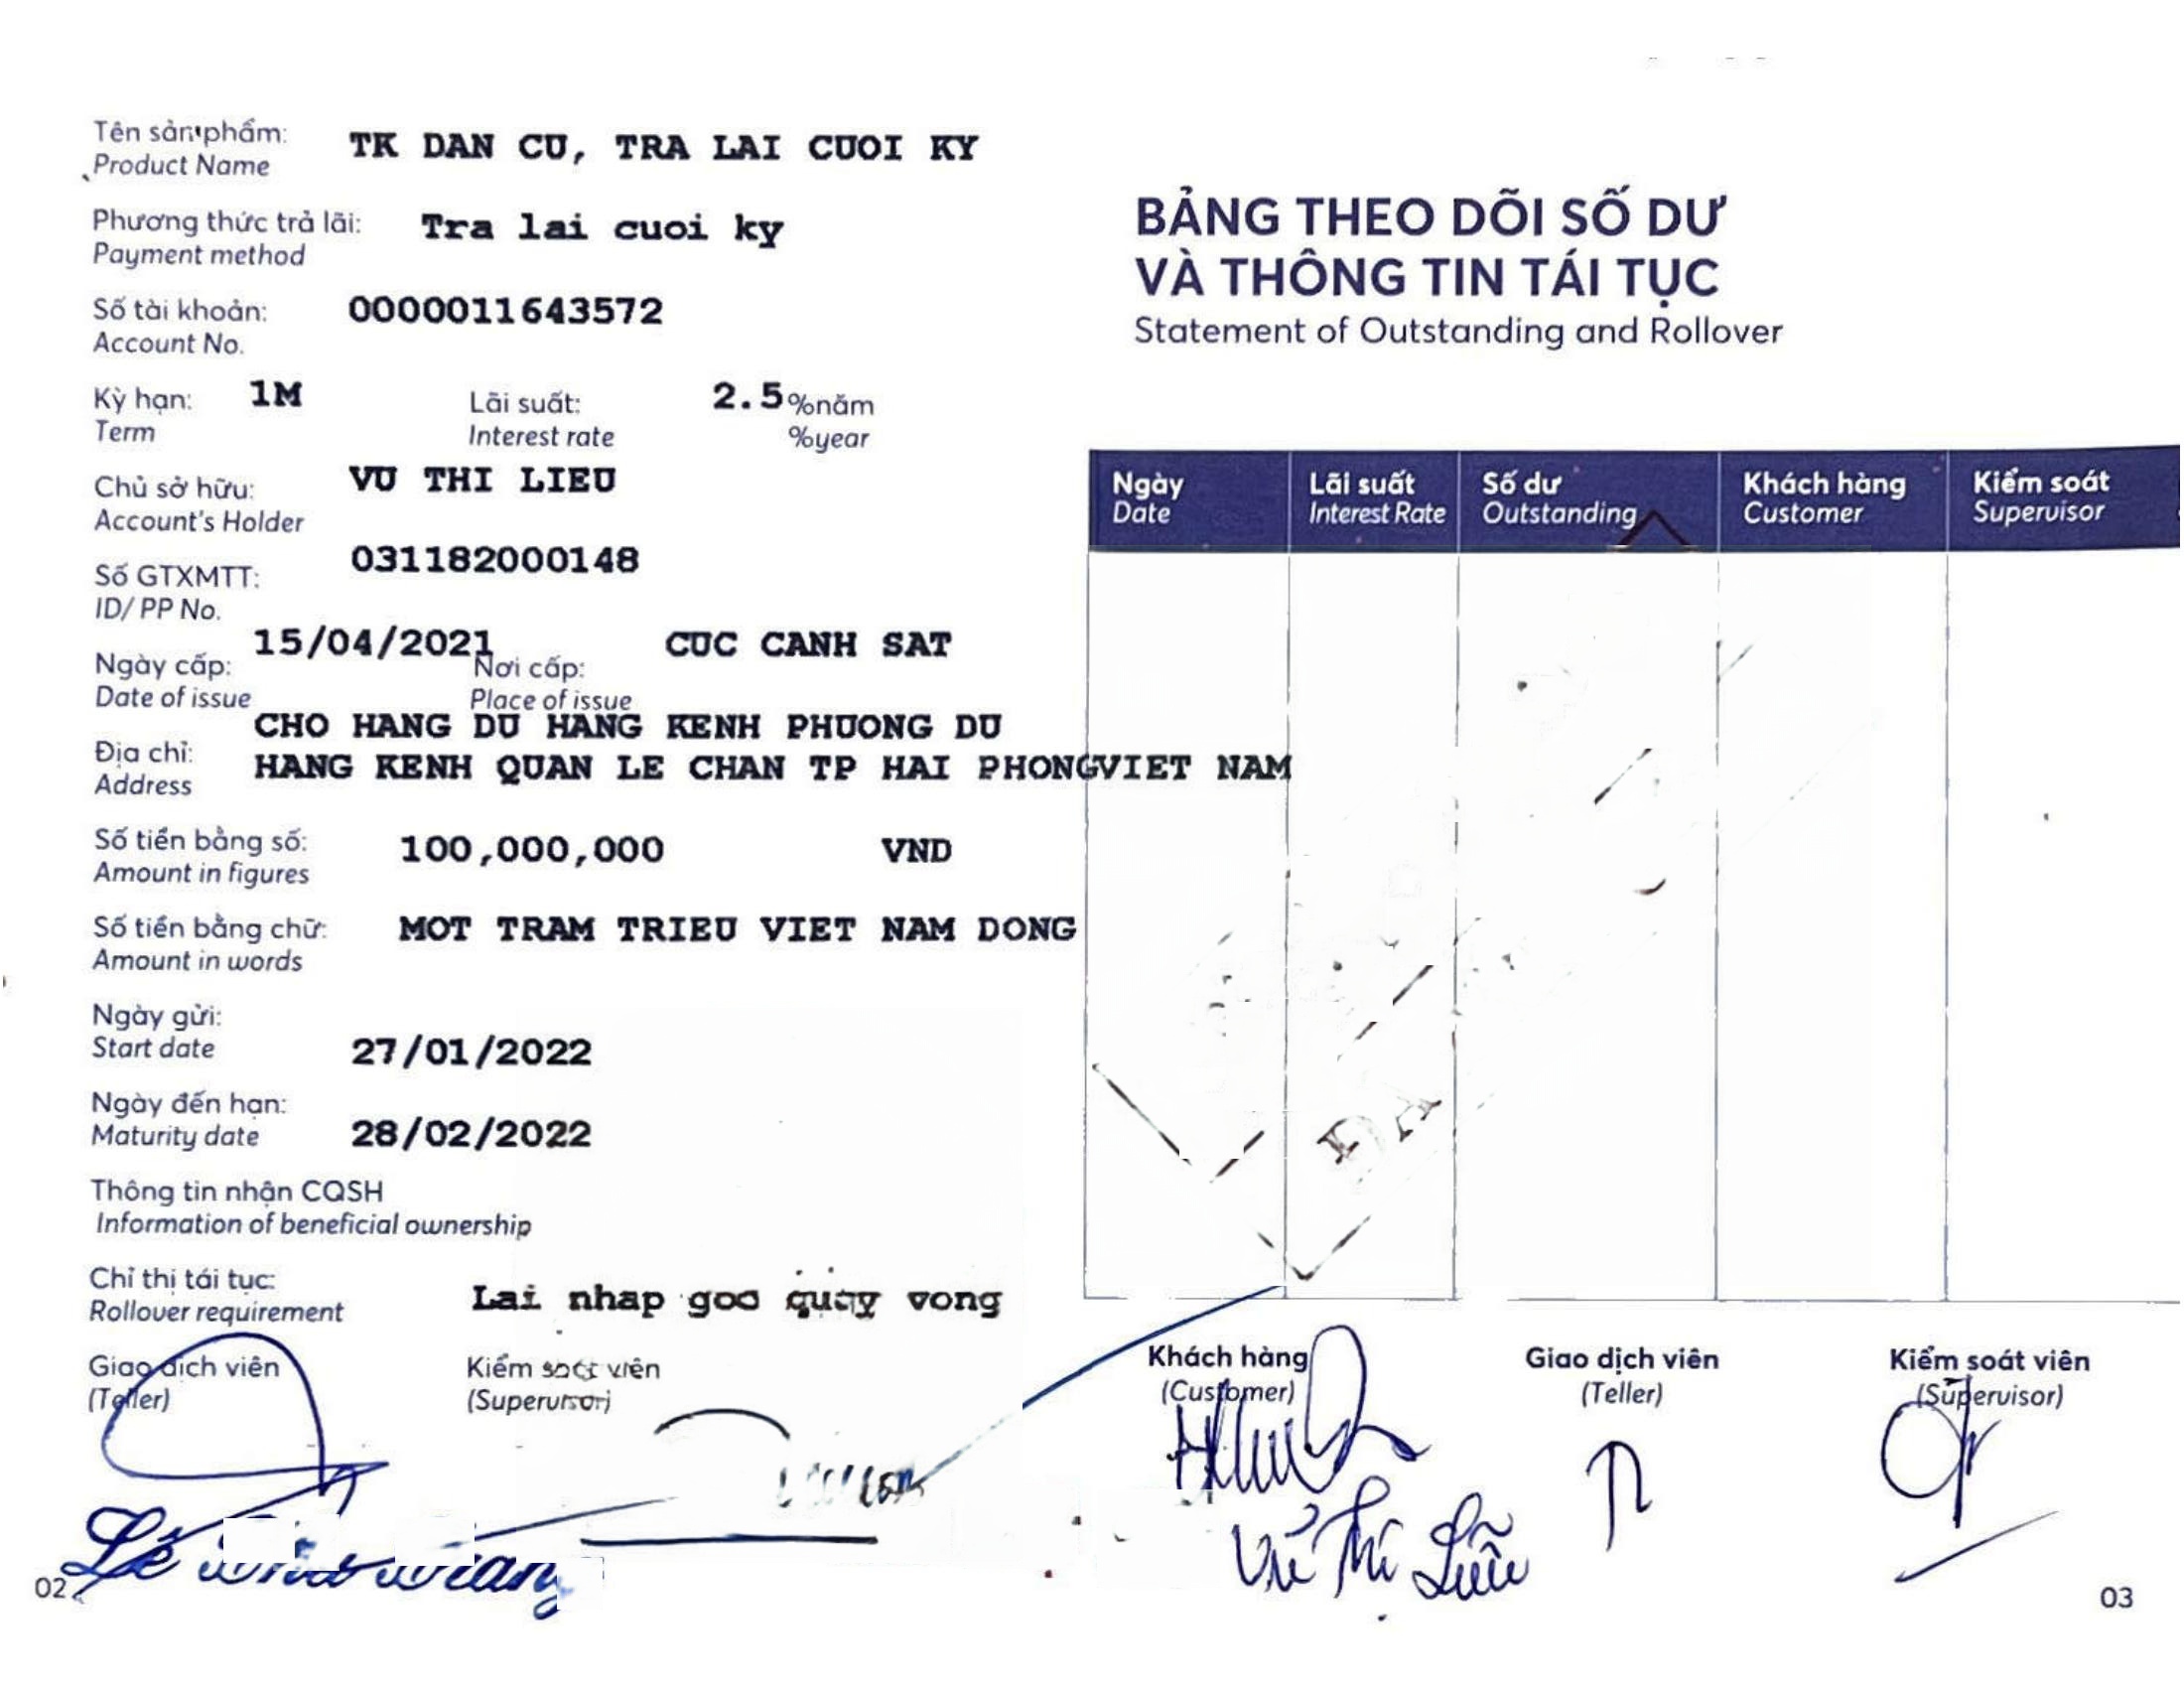 Tên sản phẩm: TK DAN CU, TRA LAI CUOI KY
Product Name
Phương thức trả lãi: Tra lai cuoi ky
Payment method
Số tài khoản: 0000011643572
Account No.
Kỳ hạn: 1M Lãi suất: 2.5 %năm
Term Interest rate %year
Chủ sở hữu: VU THI LIEU
Account's Holder
Số GTXMTT: 031182000148
ID/ PP No.
Ngày cấp: 15/04/2021 Nơi cấp: CUC CANH SAT
Date of issue Place of issue
CHO HANG DU HANG KENH PHUONG DU
Địa chỉ: HANG KENH QUAN LE CHAN TP HAI PHONGVIET NAM
Address
Số tiền bằng số: 100,000,000 VND
Amount in figures
Số tiền bằng chữ: MOT TRAM TRIEU VIET NAM DONG
Amount in words
Ngày gửi: 27/01/2022
Start date
Ngày đến hạn: 28/02/2022
Maturity date
Thông tin nhận CQSH
Information of beneficial ownership
Chỉ thị tái tục: Lai nhap goc quay vong
Rollover requirement
Giao dịch viên Kiểm soát viên
(Teller) (Supervisor)
Lê
02
BẢNG THEO DÕI SỐ DƯ
VÀ THÔNG TIN TÁI TỤC
Statement of Outstanding and Rollover
Ngày Lãi suất Số dư Khách hàng Kiểm soát
Date Interest Rate Outstanding Customer Supervisor
Khách hàng Giao dịch viên Kiểm soát viên
(Customer) (Teller) (Supervisor)
Vũ Thị Liễu
03